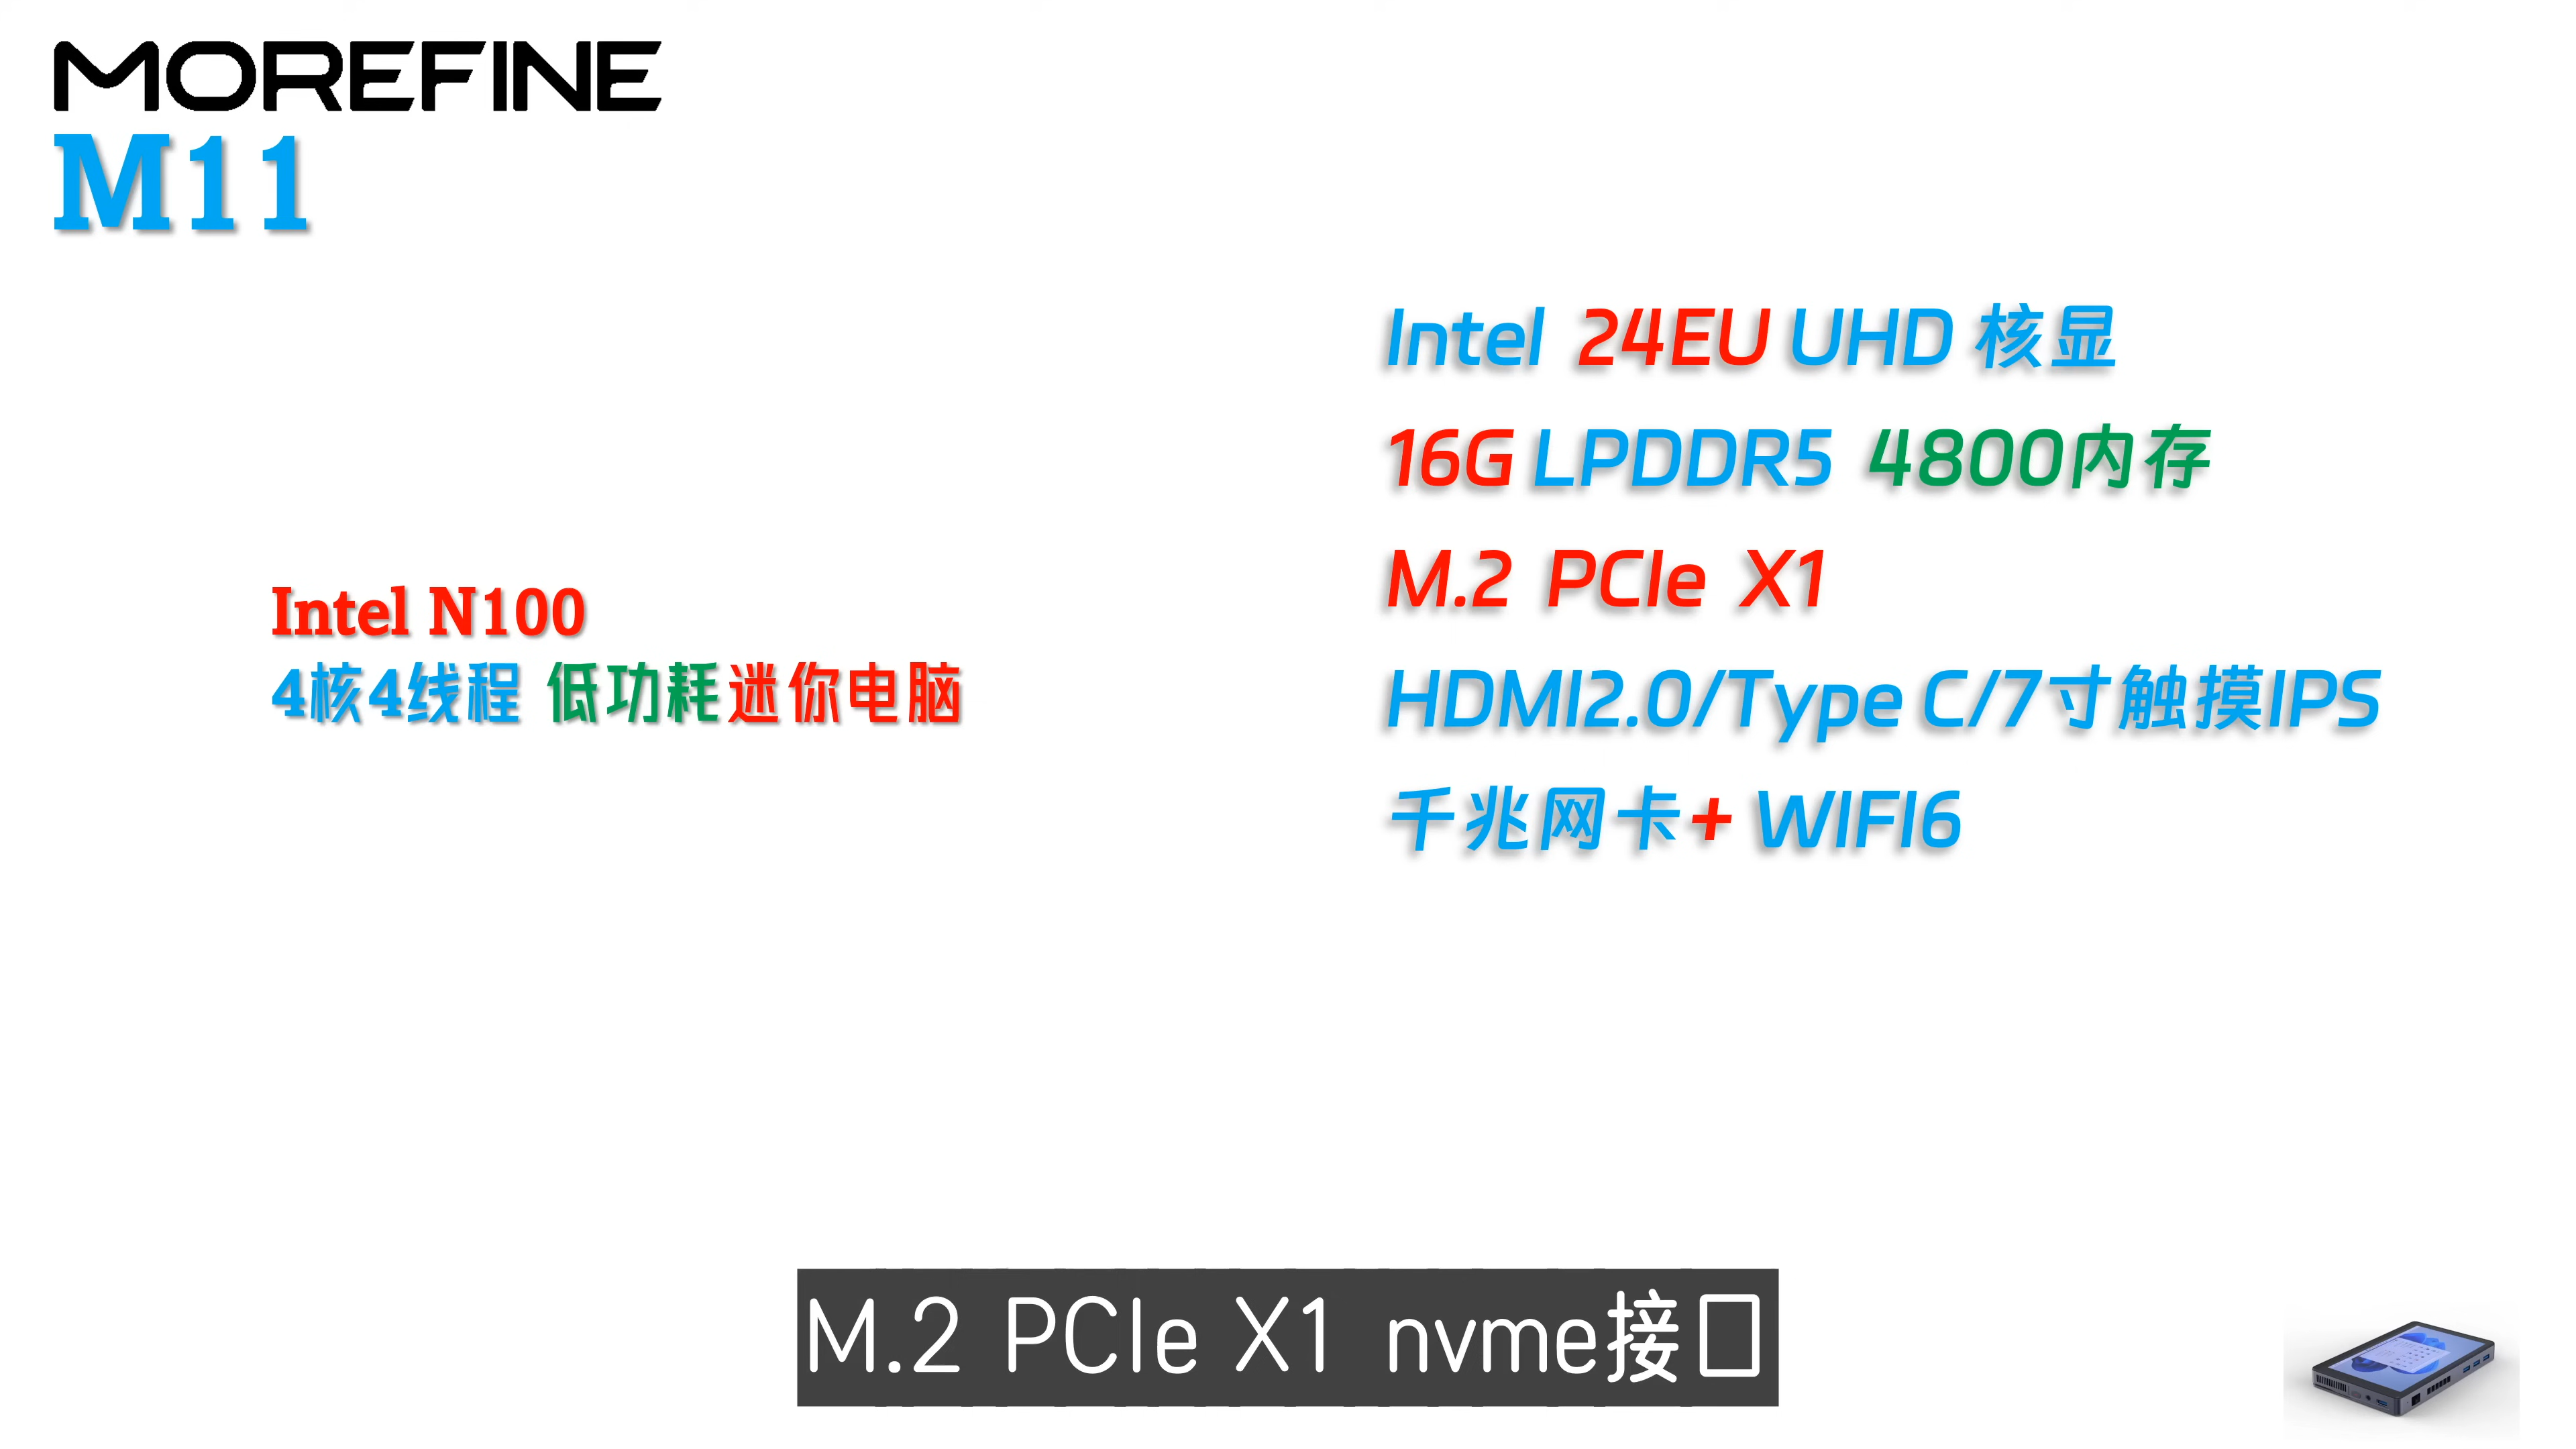 MOREFINE
M11
Intel N100
4核4线程 低功耗迷你电脑
Intel 24EU UHD 核显
16G LPDDR5 4800内存
M.2 PCIe X1
HDMI2.0/Type C/7寸触摸IPS
千兆网卡+ WIFI6
M.2 PCIe X1 nvme接口